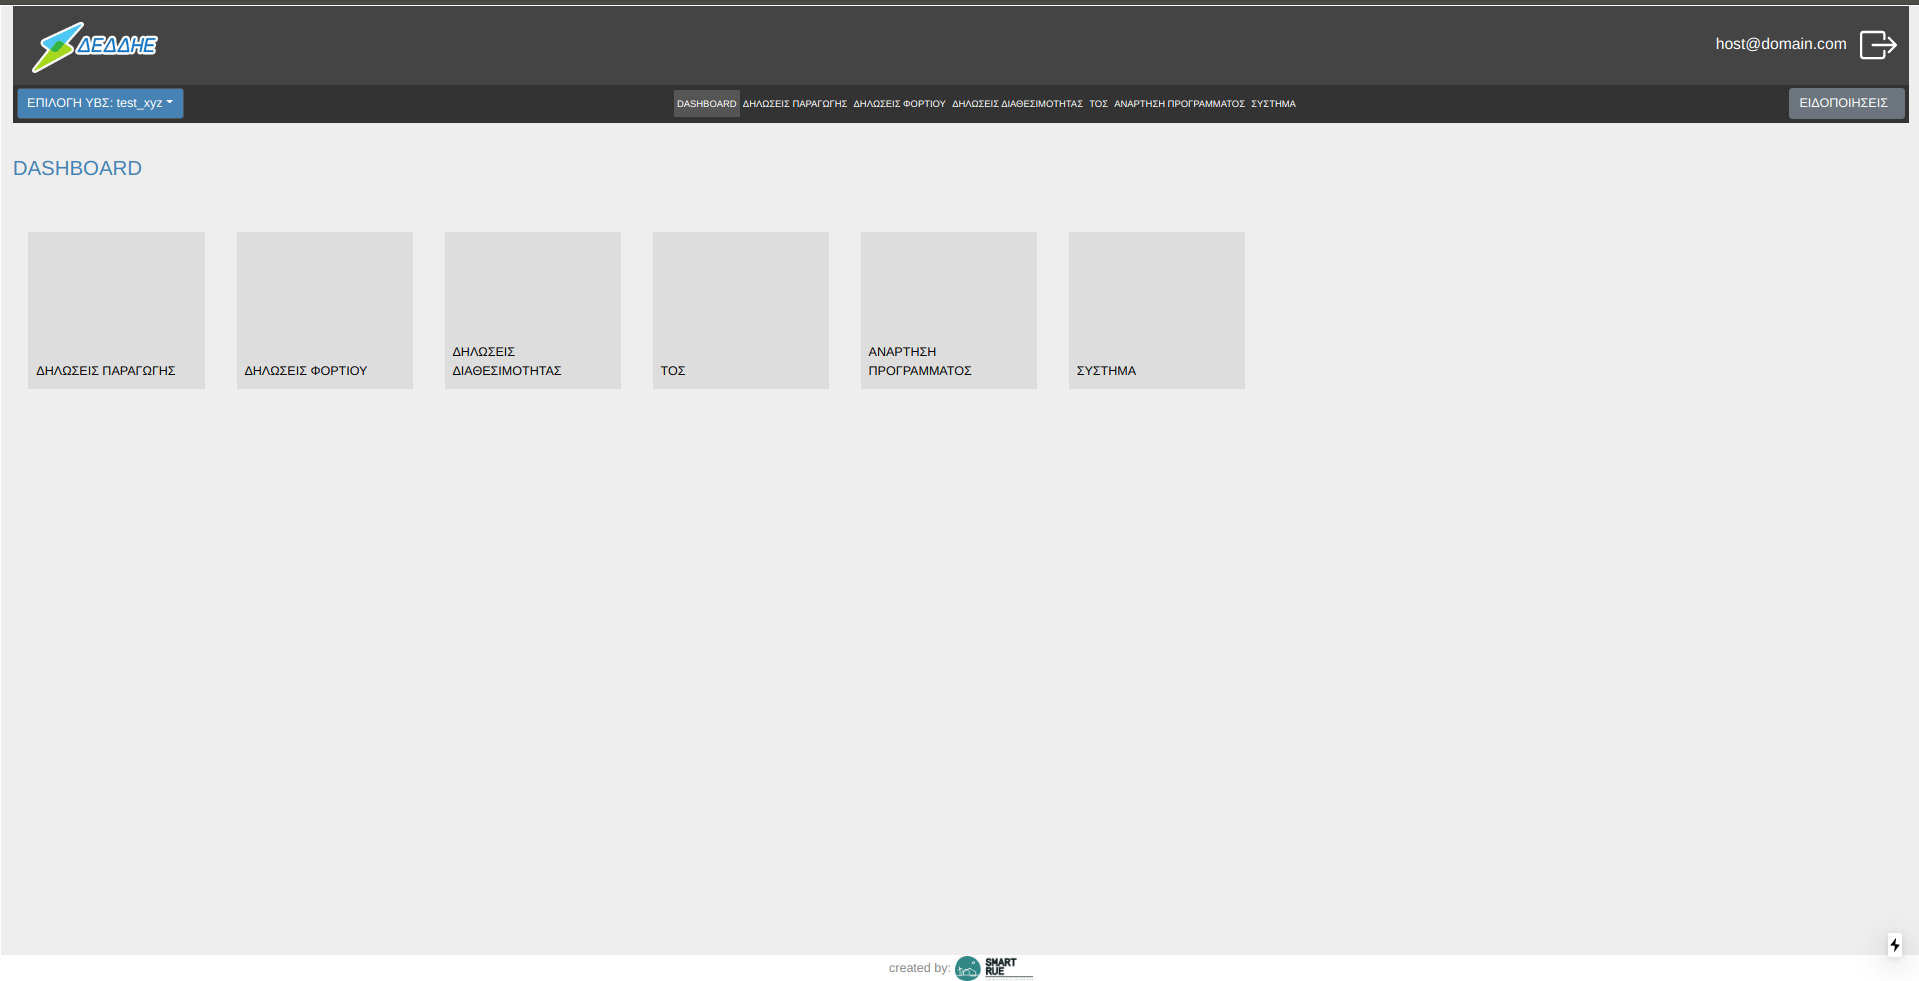 ΔΕΔΔΗΕ
host@domain.com
ΕΠΙΛΟΓΗ ΥΒΣ: test_xyz
DASHBOARD ΔΗΛΩΣΕΙΣ ΠΑΡΑΓΩΓΗΣ ΔΗΛΩΣΕΙΣ ΦΟΡΤΙΟΥ ΔΗΛΩΣΕΙΣ ΔΙΑΘΕΣΙΜΟΤΗΤΑΣ ΤΟΣ ΑΝΑΡΤΗΣΗ ΠΡΟΓΡΑΜΜΑΤΟΣ ΣΥΣΤΗΜΑ
ΕΙΔΟΠΟΙΗΣΕΙΣ
DASHBOARD
ΔΗΛΩΣΕΙΣ ΠΑΡΑΓΩΓΗΣ
ΔΗΛΩΣΕΙΣ ΦΟΡΤΙΟΥ
ΔΗΛΩΣΕΙΣ
ΔΙΑΘΕΣΙΜΟΤΗΤΑΣ
ΤΟΣ
ΑΝΑΡΤΗΣΗ
ΠΡΟΓΡΑΜΜΑΤΟΣ
ΣΥΣΤΗΜΑ
created by:
SMART
RUE